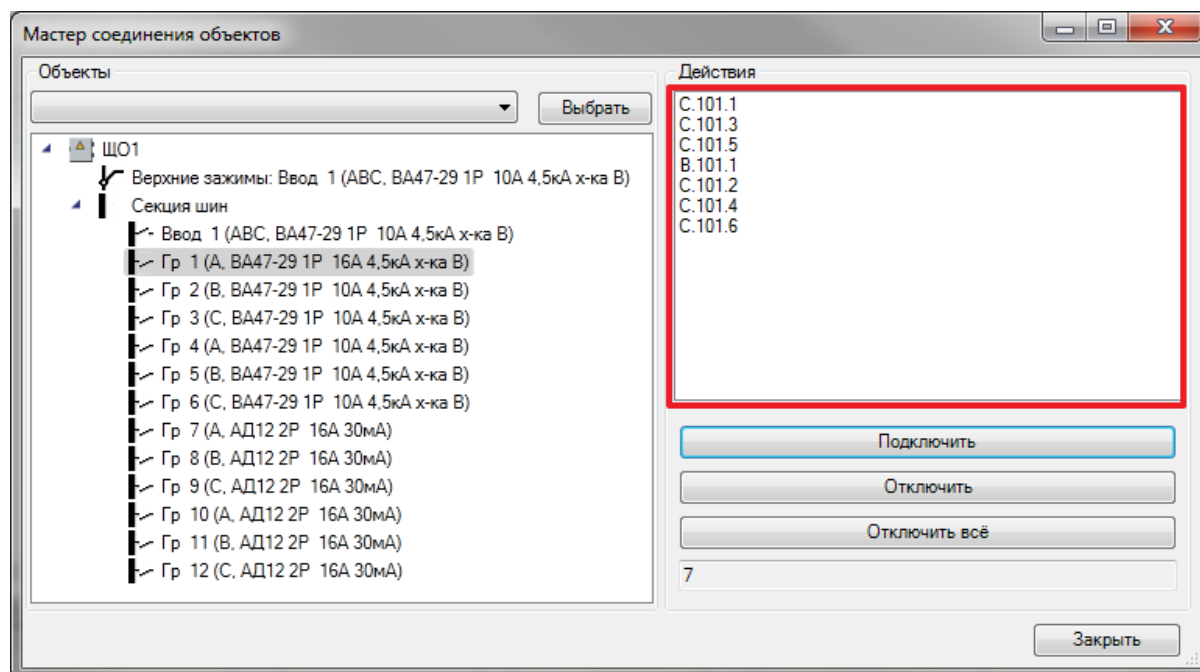 Мастер соединения объектов
Объекты
Выбрать
ЩО1
Верхние зажимы: Ввод 1 (ABC, ВА47-29 1Р 10А 4,5кА х-ка В)
Секция шин
Ввод 1 (ABC, ВА47-29 1Р 10А 4,5кА х-ка В)
Гр 1 (А, ВА47-29 1Р 16А 4,5кА х-ка В)
Гр 2 (В, ВА47-29 1Р 10А 4,5кА х-ка В)
Гр 3 (С, ВА47-29 1Р 10А 4,5кА х-ка В)
Гр 4 (А, ВА47-29 1Р 10А 4,5кА х-ка В)
Гр 5 (В, ВА47-29 1Р 10А 4,5кА х-ка В)
Гр 6 (С, ВА47-29 1Р 10А 4,5кА х-ка В)
Гр 7 (А, АД12 2Р 16А 30мА)
Гр 8 (В, АД12 2Р 16А 30мА)
Гр 9 (С, АД12 2Р 16А 30мА)
Гр 10 (А, АД12 2Р 16А 30мА)
Гр 11 (В, АД12 2Р 16А 30мА)
Гр 12 (С, АД12 2Р 16А 30мА)
Действия
С.101.1
С.101.3
С.101.5
В.101.1
С.101.2
С.101.4
С.101.6
Подключить
Отключить
Отключить всё
7
Закрыть